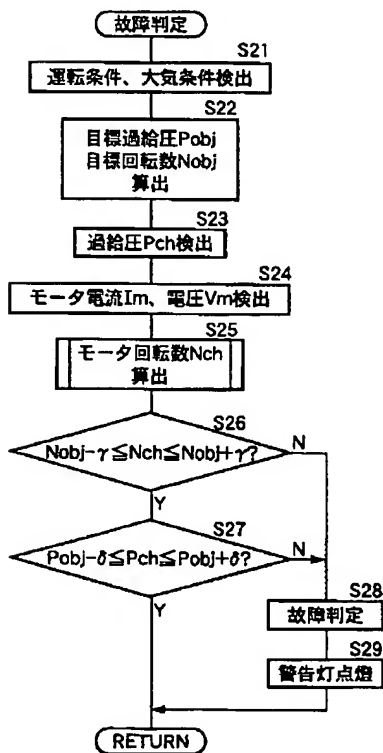 故障判定
S21
運転条件、大気条件検出
S22
目標過給圧Pobj
目標回転数Nobj
算出
S23
過給圧Pch検出
S24
モータ電流Im、電圧Vm検出
S25
モータ回転数Nch
算出
S26
Nobj-γ≦Nch≦Nobj+γ?
N
Y
S27
Pobj-δ≦Pch≦Pobj+δ?
N
Y
S28
故障判定
S29
警告灯点燈
RETURN